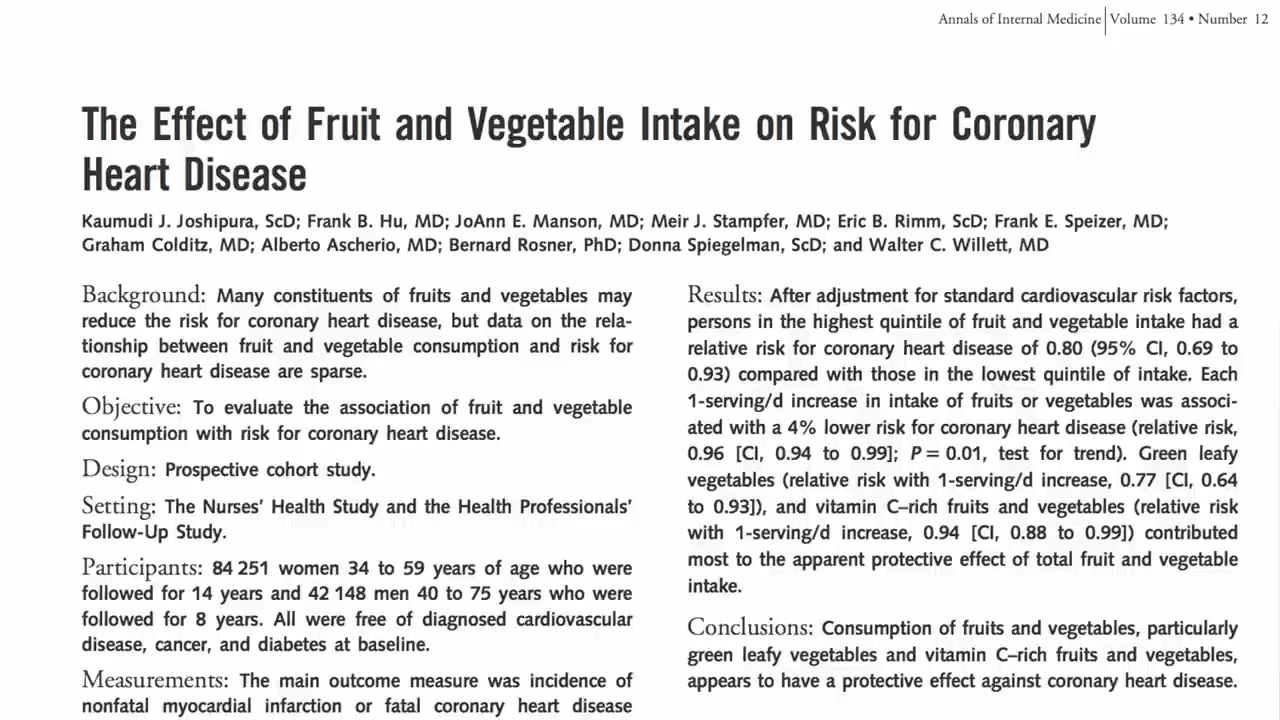 Annals of Internal Medicine Volume 134 • Number 12
The Effect of Fruit and Vegetable Intake on Risk for Coronary
Heart Disease
Kaumudi J. Joshipura, ScD; Frank B. Hu, MD; JoAnn E. Manson, MD; Meir J. Stampfer, MD; Eric B. Rimm, ScD; Frank E. Speizer, MD;
Graham Colditz, MD; Alberto Ascherio, MD; Bernard Rosner, PhD; Donna Spiegelman, ScD; and Walter C. Willett, MD
Background: Many constituents of fruits and vegetables may
reduce the risk for coronary heart disease, but data on the rela-
tionship between fruit and vegetable consumption and risk for
coronary heart disease are sparse.
Objective: To evaluate the association of fruit and vegetable
consumption with risk for coronary heart disease.
Design: Prospective cohort study.
Setting: The Nurses’ Health Study and the Health Professionals’
Follow-Up Study.
Participants: 84 251 women 34 to 59 years of age who were
followed for 14 years and 42 148 men 40 to 75 years who were
followed for 8 years. All were free of diagnosed cardiovascular
disease, cancer, and diabetes at baseline.
Measurements: The main outcome measure was incidence of
nonfatal myocardial infarction or fatal coronary heart disease
Results: After adjustment for standard cardiovascular risk factors,
persons in the highest quintile of fruit and vegetable intake had a
relative risk for coronary heart disease of 0.80 (95% CI, 0.69 to
0.93) compared with those in the lowest quintile of intake. Each
1-serving/d increase in intake of fruits or vegetables was associ-
ated with a 4% lower risk for coronary heart disease (relative risk,
0.96 [CI, 0.94 to 0.99]; P = 0.01, test for trend). Green leafy
vegetables (relative risk with 1-serving/d increase, 0.77 [CI, 0.64
to 0.93]), and vitamin C–rich fruits and vegetables (relative risk
with 1-serving/d increase, 0.94 [CI, 0.88 to 0.99]) contributed
most to the apparent protective effect of total fruit and vegetable
intake.
Conclusions: Consumption of fruits and vegetables, particularly
green leafy vegetables and vitamin C–rich fruits and vegetables,
appears to have a protective effect against coronary heart disease.